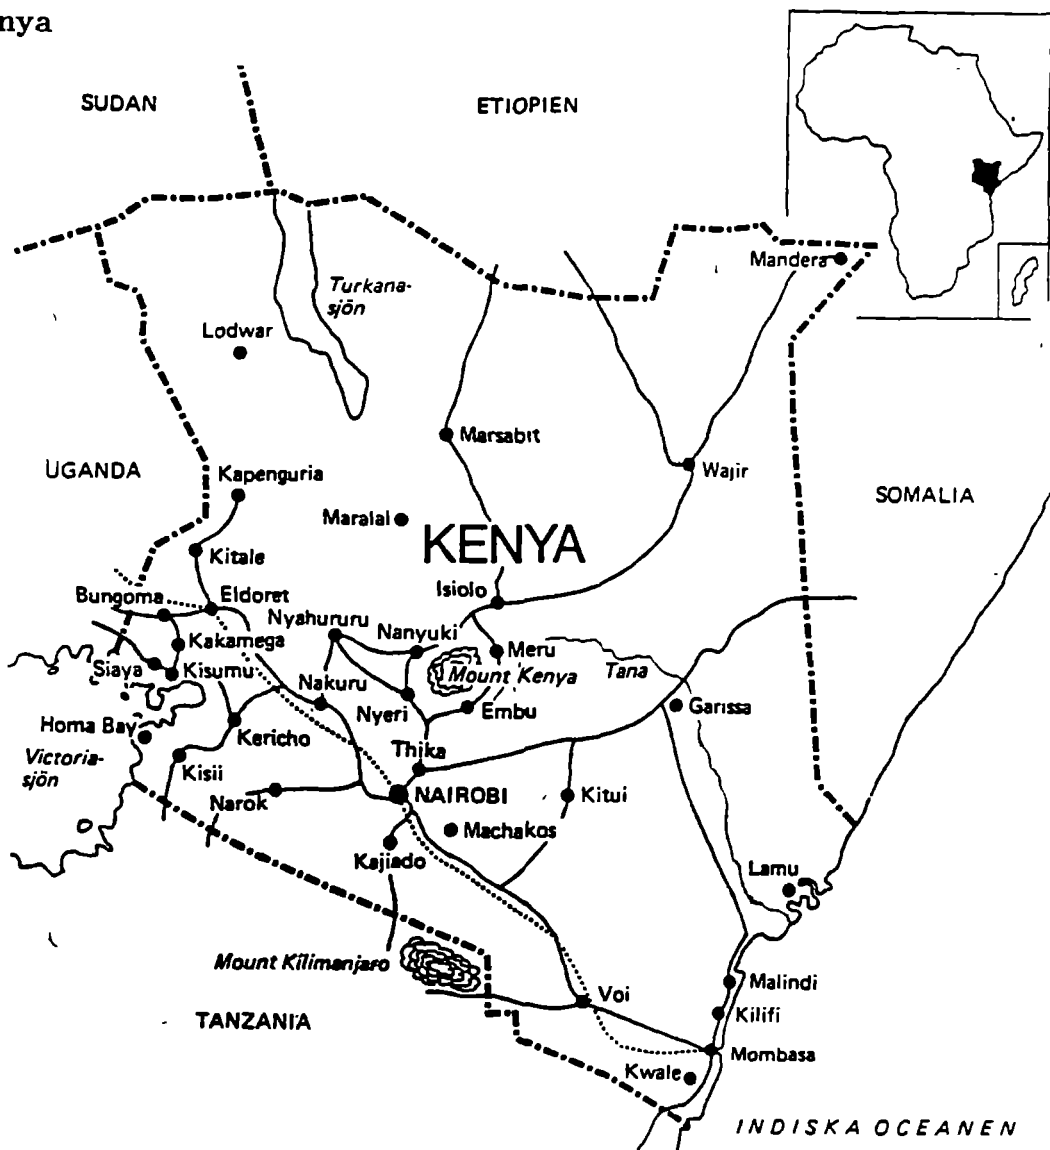 nya
SUDAN
ETIOPIEN
Mandera
Turkana-
sjön
Lodwar
Marsabit
UGANDA
Kapenguria
Wajir
SOMALIA
Maralal
KENYA
Kitale
Isiolo
Bungoma
Eldoret
Nyahururu
Nanyuki
Kakamega
Meru
Siaya
Kisumu
Mount Kenya
Tana
Nakuru
Nyeri
Embu
Garissa
Homa Bay
Kericho
Thika
Victoria-
sjön
Kisii
Narok
NAIROBI
Kitui
Machakos
Kajiado
Lamu
Mount Kilimanjaro
Malindi
Voi
Kilifi
TANZANIA
Mombasa
Kwale
INDISKA OCEANEN